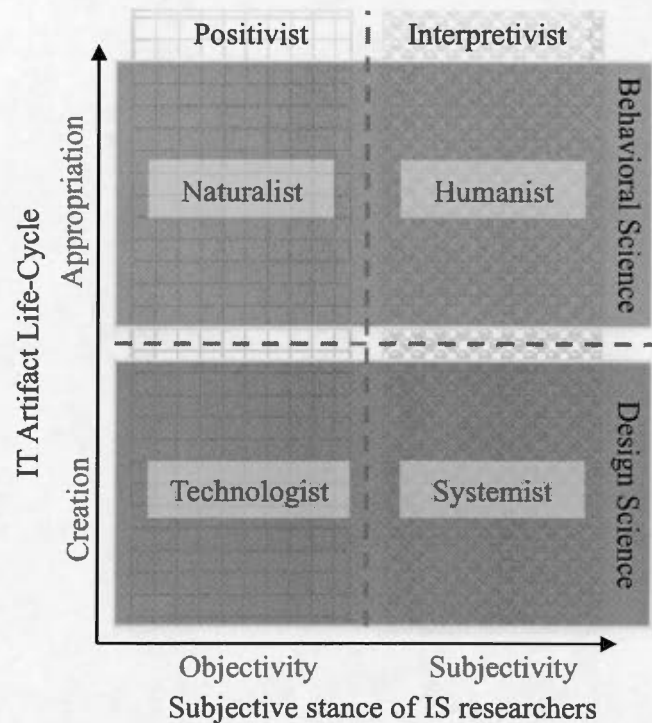 Positivist
Interpretivist
IT Artifact Life-Cycle
Appropriation
Creation
Naturalist
Humanist
Behavioral Science
Technologist
Systemist
Design Science
Objectivity
Subjectivity
Subjective stance of IS researchers